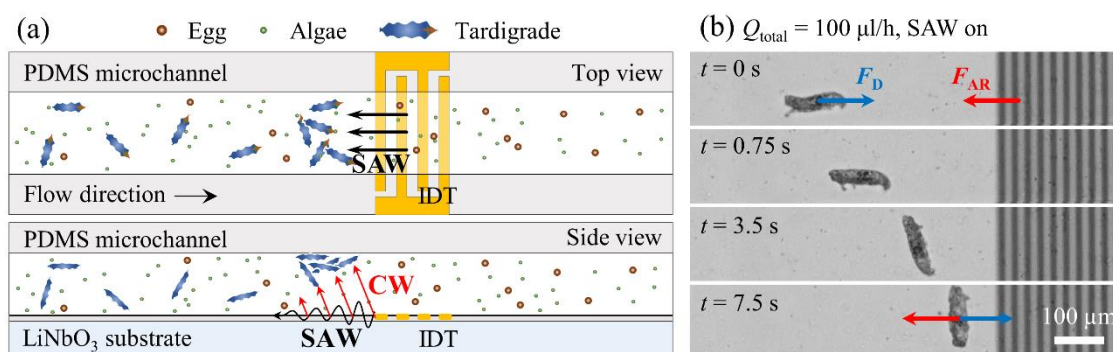 (a)
Egg
Algae
Tardigrade
PDMS microchannel
Top view
SAW
Flow direction
IDT
PDMS microchannel
Side view
CW
SAW
IDT
LiNbO₃ substrate
(b) Q_total = 100 μl/h, SAW on
t = 0 s
F_D
F_AR
t = 0.75 s
t = 3.5 s
t = 7.5 s
100 μm